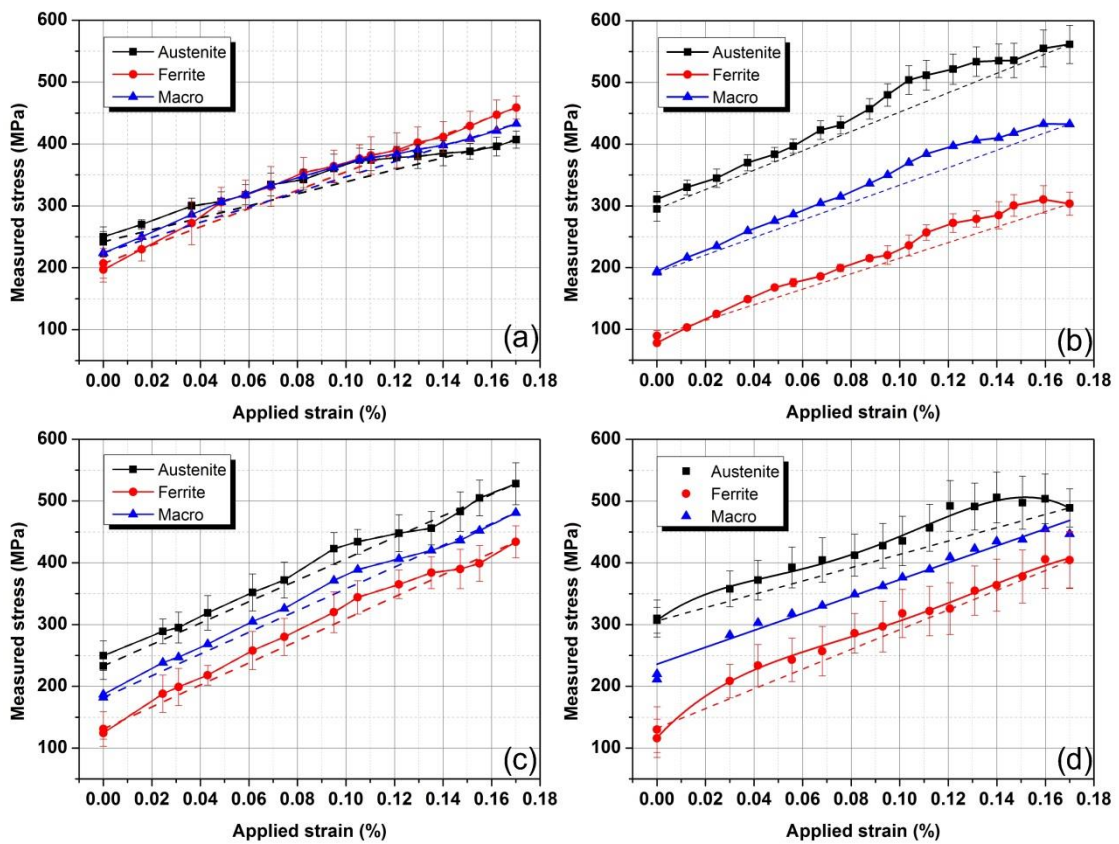 600
500
400
300
200
100
Measured stress (MPa)
Austenite
Ferrite
Macro
(a)
0.00 0.02 0.04 0.06 0.08 0.10 0.12 0.14 0.16 0.18
Applied strain (%)
600
500
400
300
200
100
Measured stress (MPa)
Austenite
Ferrite
Macro
(b)
0.00 0.02 0.04 0.06 0.08 0.10 0.12 0.14 0.16 0.18
Applied strain (%)
600
500
400
300
200
100
Measured stress (MPa)
Austenite
Ferrite
Macro
(c)
0.00 0.02 0.04 0.06 0.08 0.10 0.12 0.14 0.16 0.18
Applied strain (%)
600
500
400
300
200
100
Measured stress (MPa)
Austenite
Ferrite
Macro
(d)
0.00 0.02 0.04 0.06 0.08 0.10 0.12 0.14 0.16 0.18
Applied strain (%)